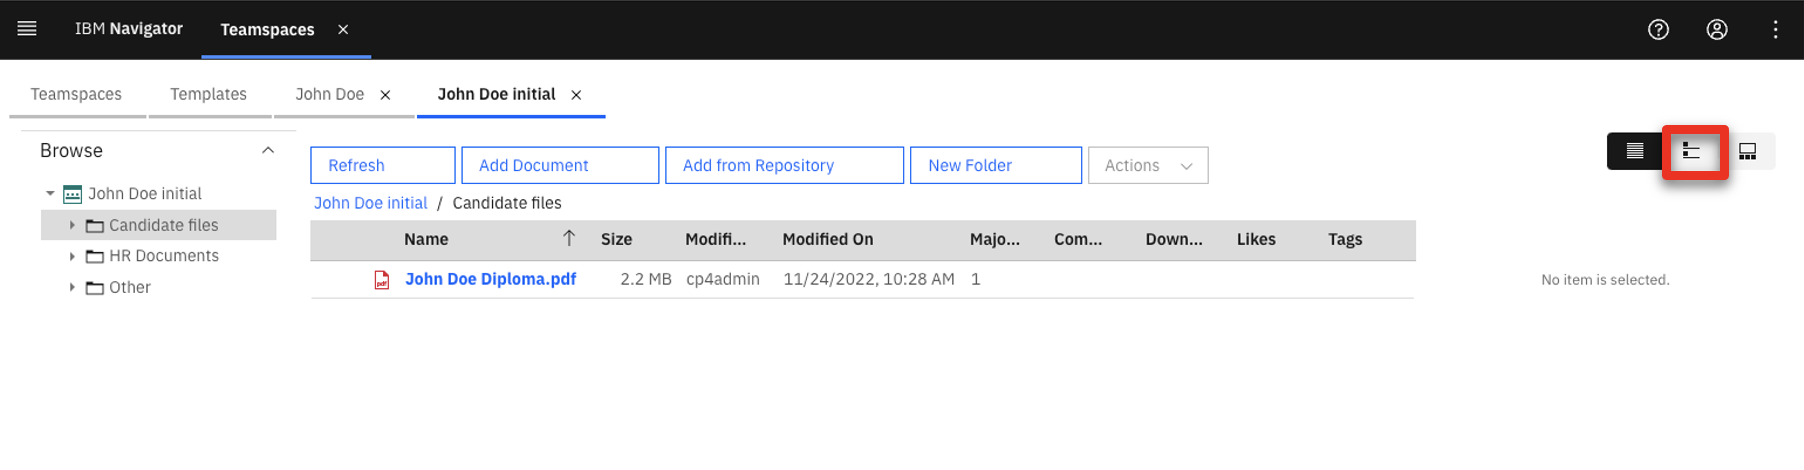 IBM Navigator Teamspaces
Teamspaces Templates John Doe John Doe initial
Browse
John Doe initial
Candidate files
HR Documents
Other
Refresh Add Document Add from Repository New Folder Actions
John Doe initial / Candidate files
Name Size Modifi... Modified On Majo... Com... Down... Likes Tags
pdf John Doe Diploma.pdf 2.2 MB cp4admin 11/24/2022, 10:28 AM 1
No item is selected.